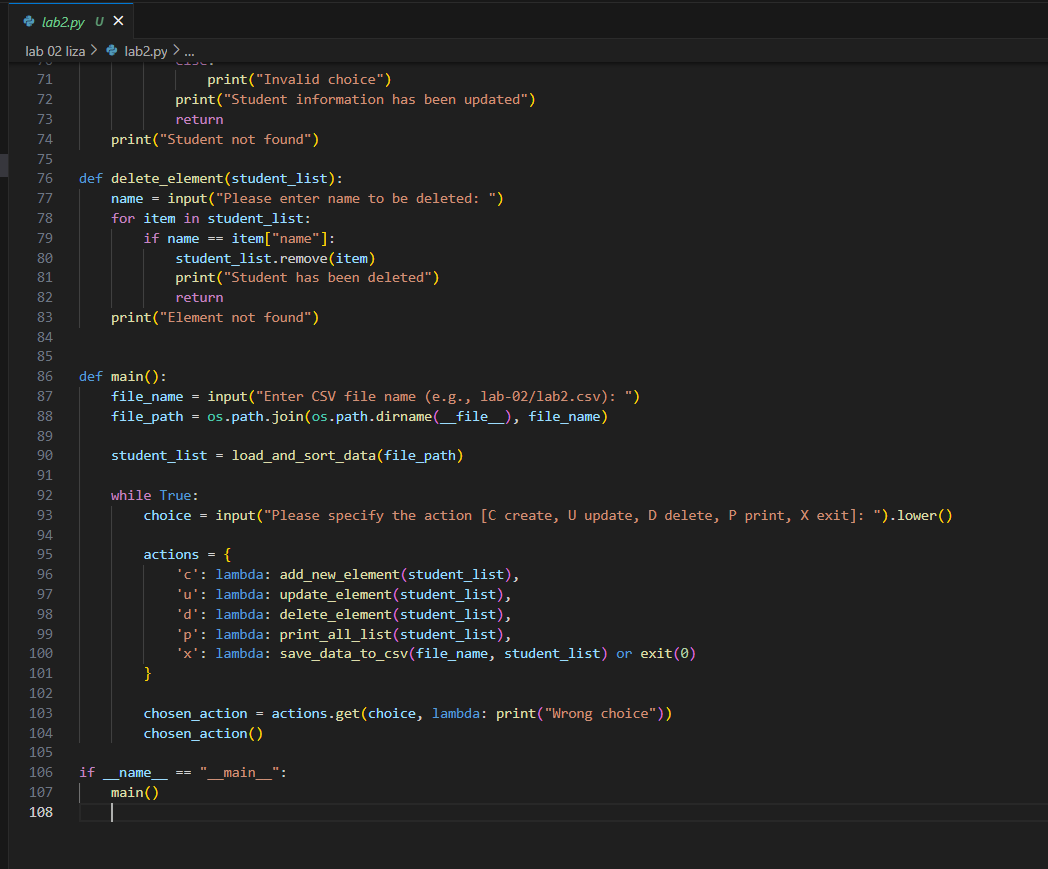 lab2.py U
lab 02 liza > lab2.py > ...
71 print("Invalid choice")
72 print("Student information has been updated")
73 return
74 print("Student not found")
75
76 def delete_element(student_list):
77 name = input("Please enter name to be deleted: ")
78 for item in student_list:
79 if name == item["name"]:
80 student_list.remove(item)
81 print("Student has been deleted")
82 return
83 print("Element not found")
84
85
86 def main():
87 file_name = input("Enter CSV file name (e.g., lab-02/lab2.csv): ")
88 file_path = os.path.join(os.path.dirname(__file__), file_name)
89
90 student_list = load_and_sort_data(file_path)
91
92 while True:
93 choice = input("Please specify the action [C create, U update, D delete, P print, X exit]: ").lower()
94
95 actions = {
96 'c': lambda: add_new_element(student_list),
97 'u': lambda: update_element(student_list),
98 'd': lambda: delete_element(student_list),
99 'p': lambda: print_all_list(student_list),
100 'x': lambda: save_data_to_csv(file_name, student_list) or exit(0)
101 }
102
103 chosen_action = actions.get(choice, lambda: print("Wrong choice"))
104 chosen_action()
105
106 if __name__ == "__main__":
107 main()
108